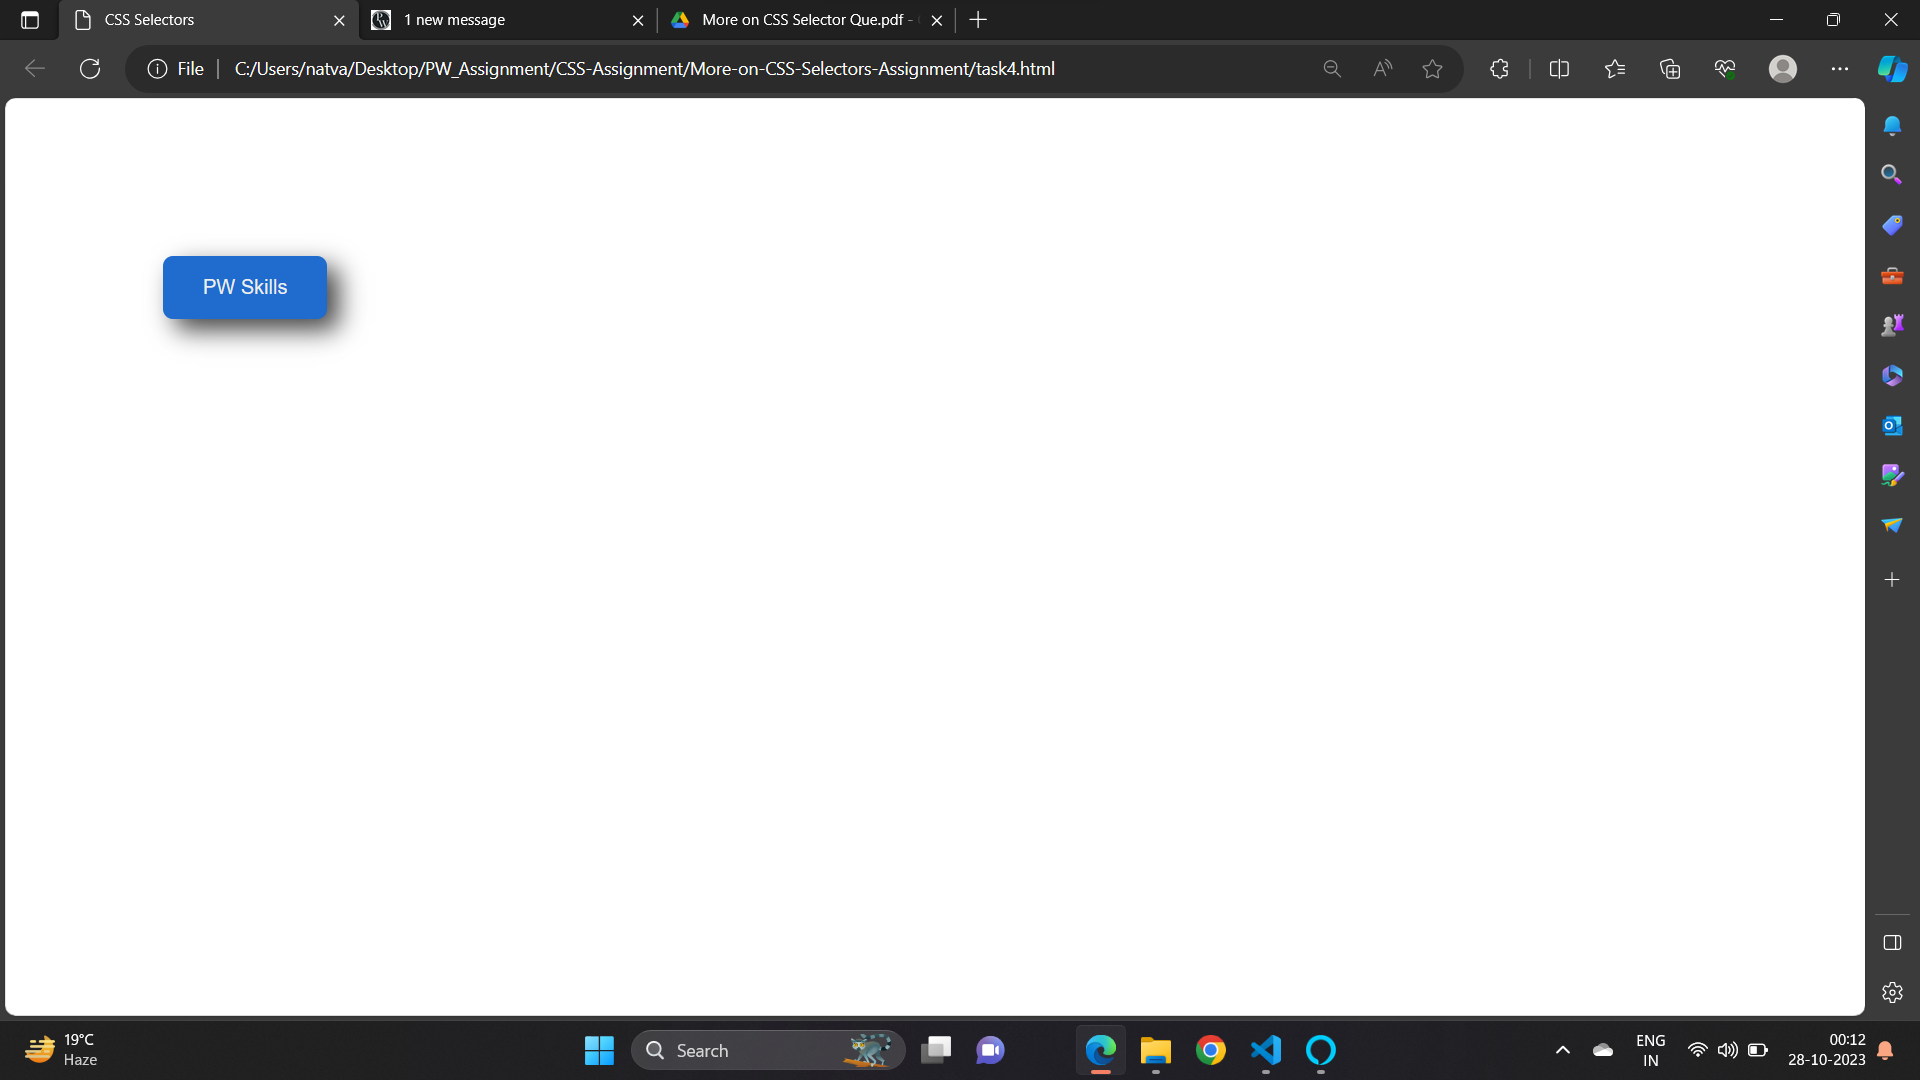 CSS Selectors
1 new message
More on CSS Selector Que.pdf -
File
C:/Users/natva/Desktop/PW_Assignment/CSS-Assignment/More-on-CSS-Selectors-Assignment/task4.html
PW Skills
19°C
Haze
Search
ENG
IN
00:12
28-10-2023